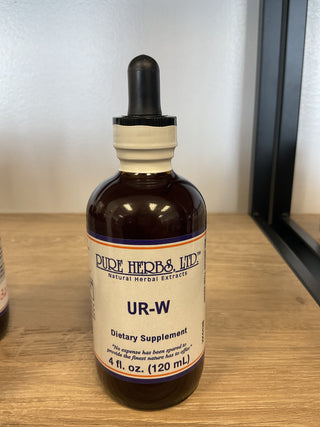 PURE HERBS, LTD.™
Natural Herbal Extracts
UR-W
Dietary Supplement
"No expense has been spared to
provide the finest nature has to offer"
4 fl. oz. (120 mL)